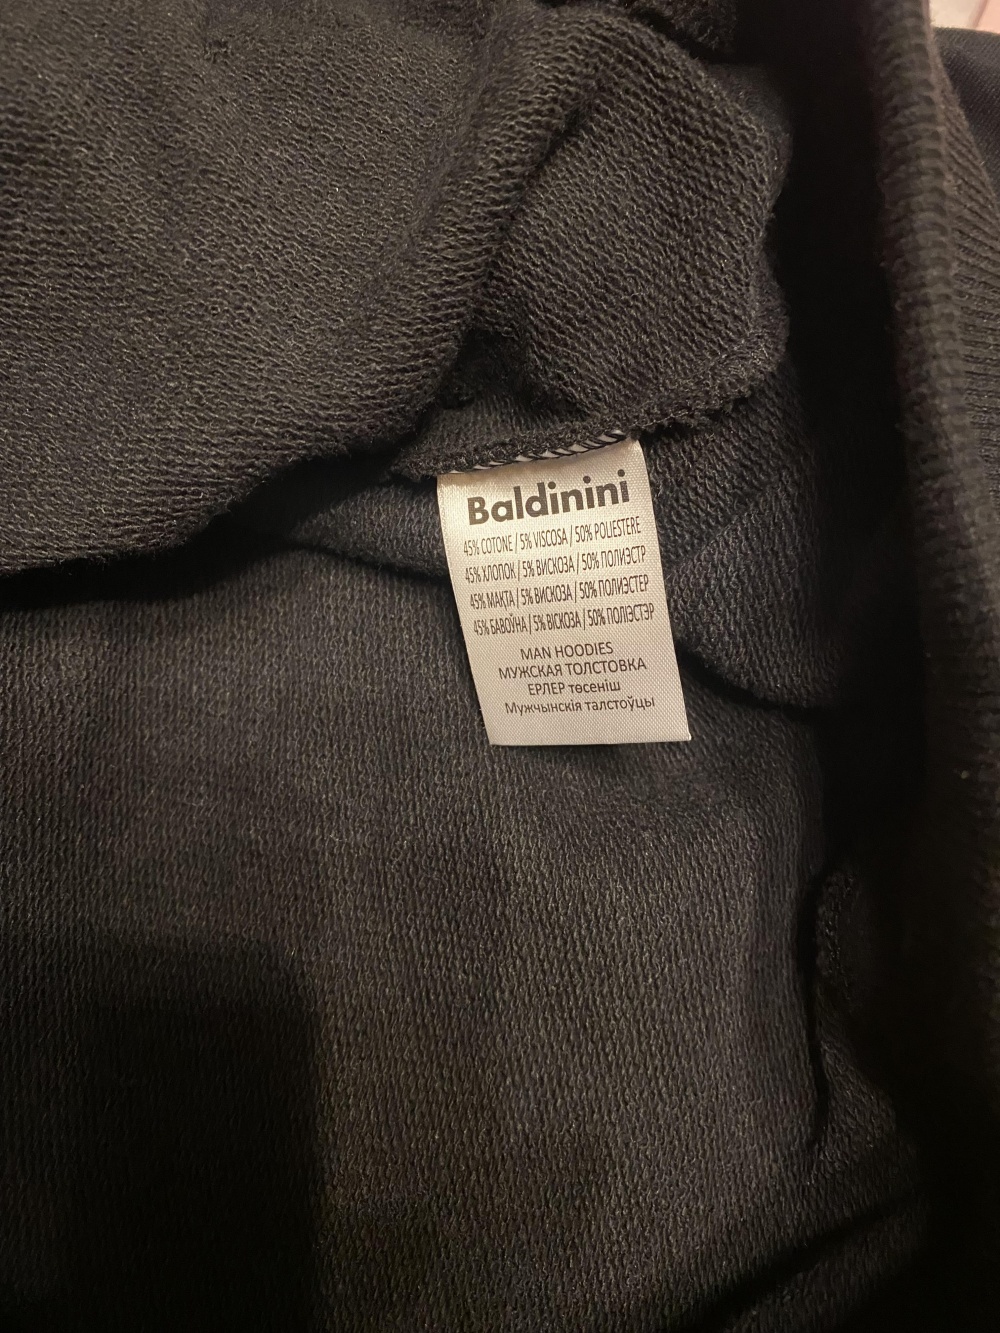 Baldinini
45% COTONE / 5% VISCOSA / 50% POLIESTERE
45% ХЛОПОК / 5% ВИСКОЗА / 50% ПОЛИЭСТР
45% МАҚТА / 5% ВИСКОЗА / 50% ПОЛИЭСТЕР
45% БАВОЎНА / 5% ВІСКОЗА / 50% ПОЛІЭСТЭР
MAN HOODIES
МУЖСКАЯ ТОЛСТОВКА
ЕРЛЕР төсеніш
Мужчынскія талстоўцы